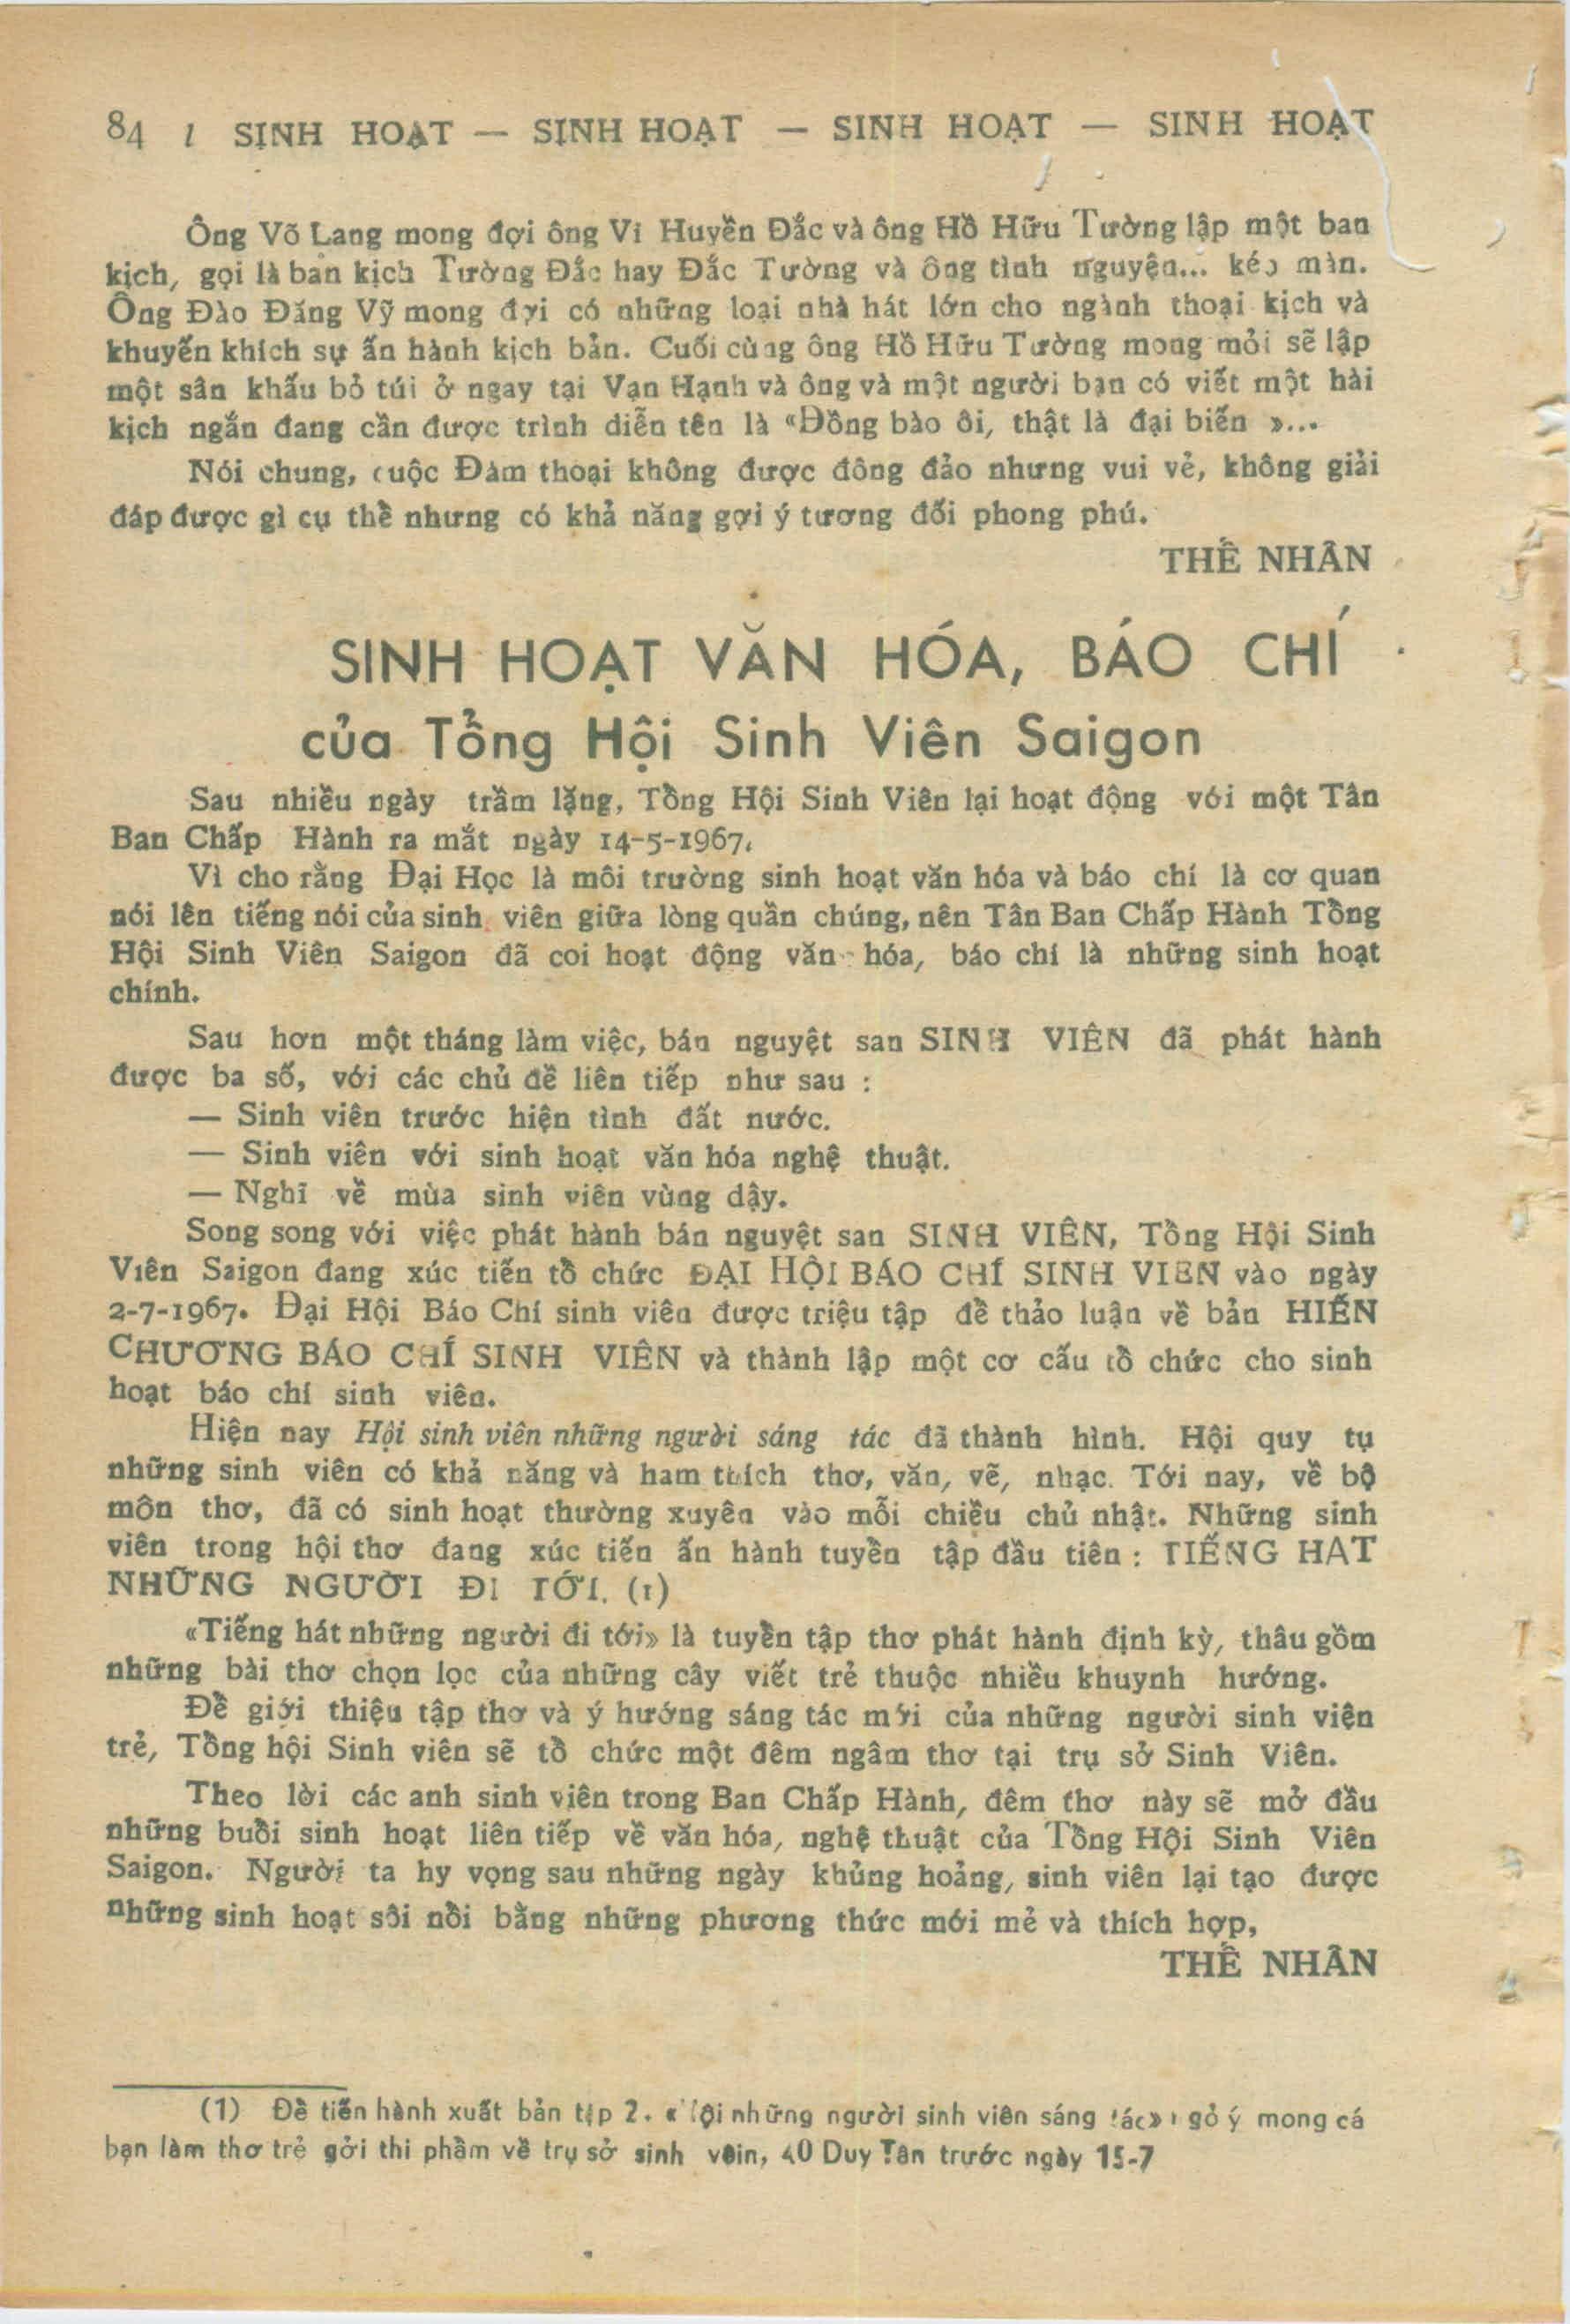 84 / SINH HOẠT — SINH HOẠT — SINH HOẠT — SINH HOẠT
Ông Võ Lang mong đợi ông Vi Huyền Đắc và ông Hồ Hữu Tường lập một ban
kịch, gọi là ban kịch Tường Đắc hay Đắc Tường và ông tình nguyện... kéo màn.
Ông Đào Đăng Vỹ mong đợi có những loại nhà hát lớn cho ngành thoại kịch và
khuyến khích sự ấn hành kịch bản. Cuối cùng ông Hồ Hữu Tường mong mỏi sẽ lập
một sân khấu bỏ túi ở ngay tại Vạn Hạnh và ông và một người bạn có viết một hài
kịch ngắn đang cần được trình diễn tên là «Đồng bào ôi, thật là đại biến »...
Nói chung, cuộc Đàm thoại không được đông đảo nhưng vui vẻ, không giải
đáp được gì cụ thể nhưng có khả năng gợi ý tương đối phong phú.
THẾ NHÂN
SINH HOẠT VĂN HÓA, BÁO CHÍ
của Tổng Hội Sinh Viên Saigon
Sau nhiều ngày trầm lặng, Tổng Hội Sinh Viên lại hoạt động với một Tân
Ban Chấp Hành ra mắt ngày 14-5-1967.
Vì cho rằng Đại Học là môi trường sinh hoạt văn hóa và báo chí là cơ quan
nói lên tiếng nói của sinh viên giữa lòng quần chúng, nên Tân Ban Chấp Hành Tổng
Hội Sinh Viên Saigon đã coi hoạt động văn hóa, báo chí là những sinh hoạt
chính.
Sau hơn một tháng làm việc, bán nguyệt san SINH VIÊN đã phát hành
được ba số, với các chủ đề liên tiếp như sau :
— Sinh viên trước hiện tình đất nước.
— Sinh viên với sinh hoạt văn hóa nghệ thuật.
— Nghĩ về mùa sinh viên vùng dậy.
Song song với việc phát hành bán nguyệt san SINH VIÊN, Tổng Hội Sinh
Viên Saigon đang xúc tiến tổ chức ĐẠI HỘI BÁO CHÍ SINH VIEN vào ngày
2-7-1967. Đại Hội Báo Chí sinh viên được triệu tập để thảo luận về bản HIẾN
CHƯƠNG BÁO CHÍ SINH VIÊN và thành lập một cơ cấu tổ chức cho sinh
hoạt báo chí sinh viên.
Hiện nay Hội sinh viên những người sáng tác đã thành hình. Hội quy tụ
những sinh viên có khả năng và ham thích thơ, văn, vẽ, nhạc. Tới nay, về bộ
môn thơ, đã có sinh hoạt thường xuyên vào mỗi chiều chủ nhật. Những sinh
viên trong hội thơ đang xúc tiến ấn hành tuyển tập đầu tiên : TIẾNG HAT
NHỮNG NGƯỜI ĐI TỚI. (1)
«Tiếng hát những người đi tới» là tuyển tập thơ phát hành định kỳ, thâu gồm
những bài thơ chọn lọc của những cây viết trẻ thuộc nhiều khuynh hướng.
Để giới thiệu tập thơ và ý hướng sáng tác mới của những người sinh viên
trẻ, Tổng hội Sinh viên sẽ tổ chức một đêm ngâm thơ tại trụ sở Sinh Viên.
Theo lời các anh sinh viên trong Ban Chấp Hành, đêm thơ này sẽ mở đầu
những buổi sinh hoạt liên tiếp về văn hóa, nghệ thuật của Tổng Hội Sinh Viên
Saigon. Người ta hy vọng sau những ngày khủng hoảng, sinh viên lại tạo được
những sinh hoạt sôi nổi bằng những phương thức mới mẻ và thích hợp,
THẾ NHÂN
(1) Để tiến hành xuất bản tập 2. «Hội những người sinh viên sáng tác» gỏ ý mong cá
bạn làm thơ trẻ gởi thi phẩm về trụ sở sinh vêin, 40 Duy Tân trước ngày 15-7